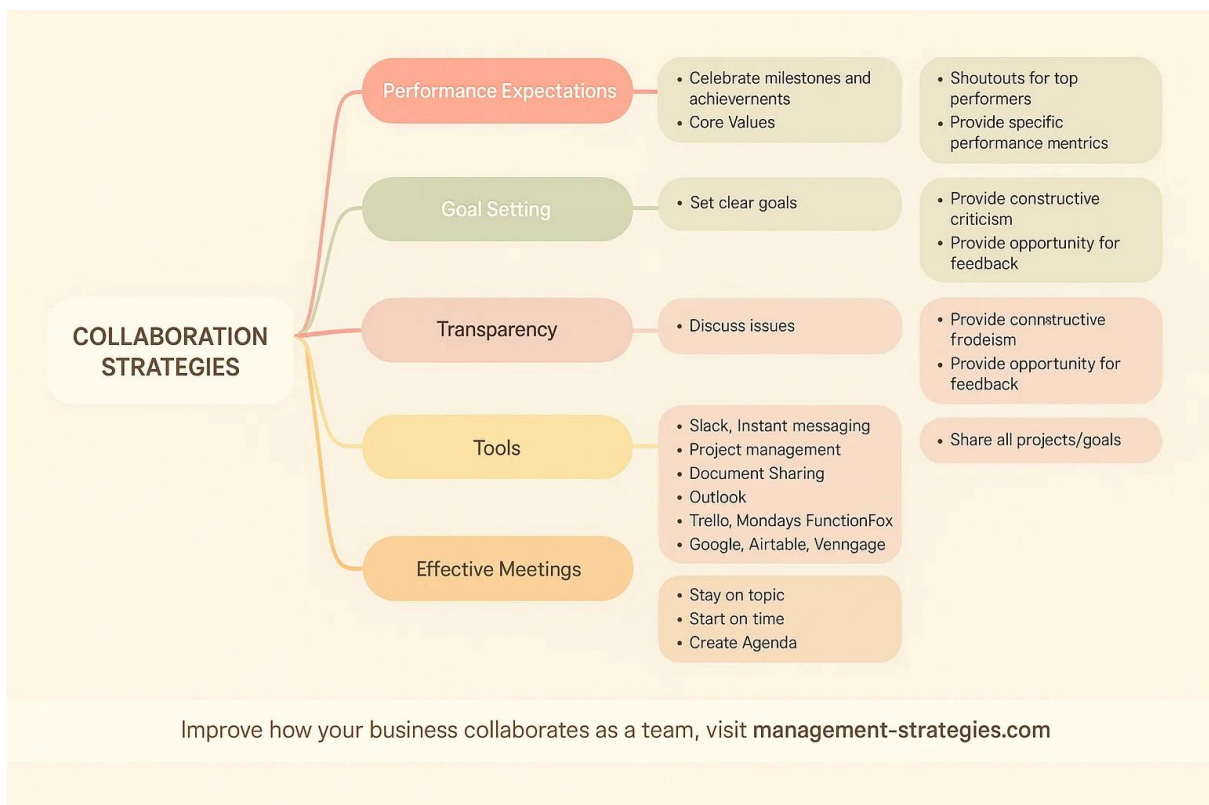 COLLABORATION
STRATEGIES
Performance Expectations
• Celebrate milestones and
achievernents
• Core Values
• Shoutouts for top
performers
• Provide specific
performance mentrics
Goal Setting
• Set clear goals
• Provide constructive
criticism
• Provide opportunity for
feedback
Transparency
• Discuss issues
• Provide connstructive
frodeism
• Provide opportunity for
feedback
Tools
• Slack, Instant messaging
• Project management
• Document Sharing
• Outlook
• Trello, Mondays FunctionFox
• Google, Airtable, Venngage
• Share all projects/goals
Effective Meetings
• Stay on topic
• Start on time
• Create Agenda
Improve how your business collaborates as a team, visit management-strategies.com